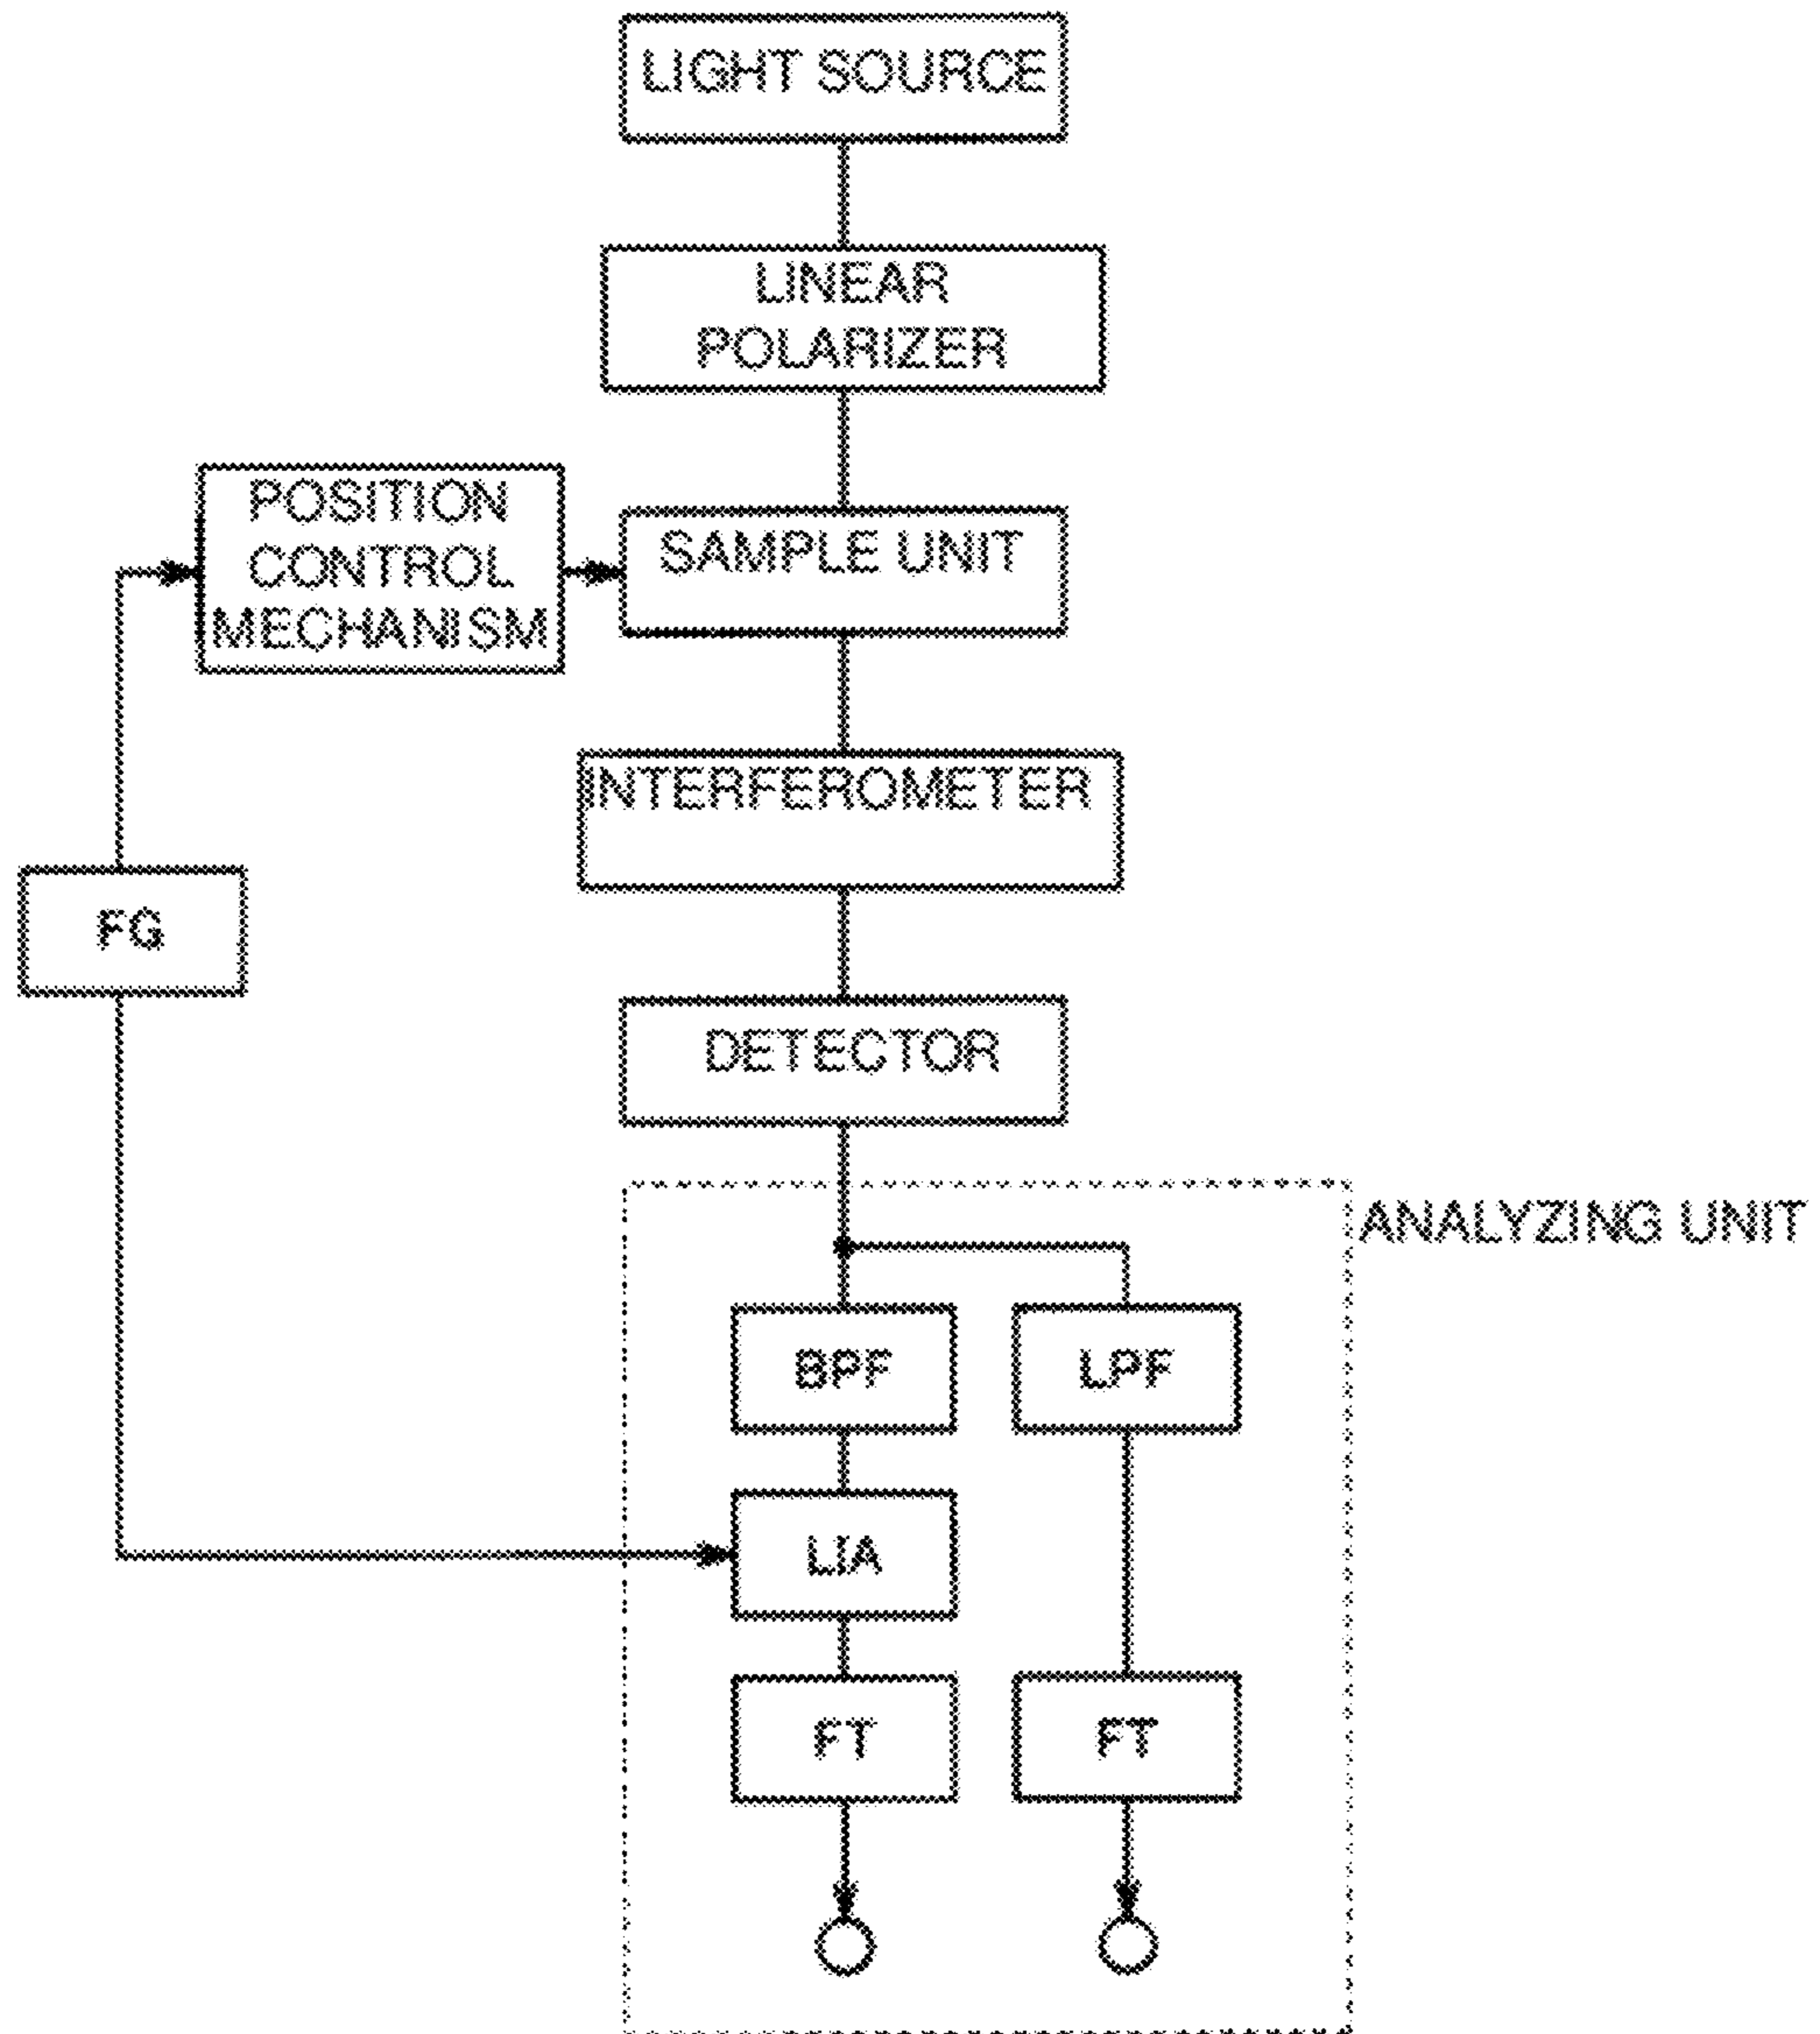 LIGHT SOURCE
LINEAR
POLARIZER
POSITION
CONTROL
MECHANISM
SAMPLE UNIT
INTERFEROMETER
FG
DETECTOR
ANALYZING UNIT
BPF
LPF
LIA
FT
FT